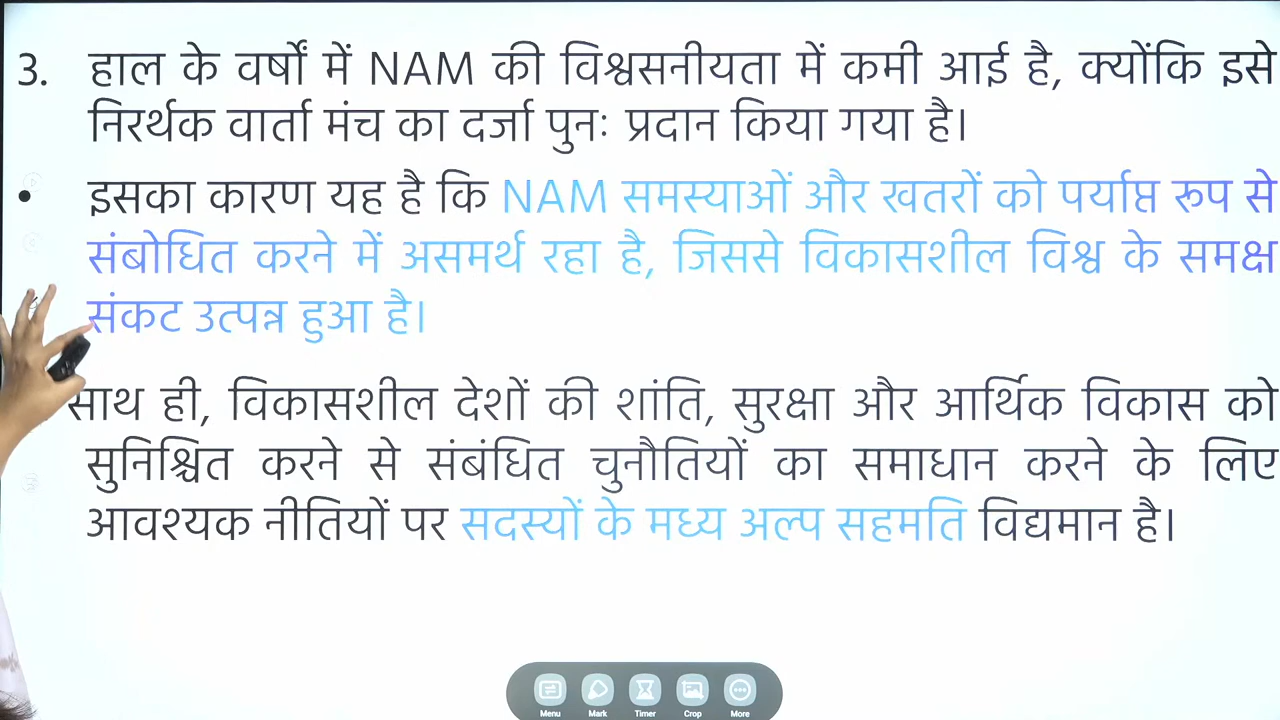 3. हाल के वर्षों में NAM की विश्वसनीयता में कमी आई है, क्योंकि इसे
निरर्थक वार्ता मंच का दर्जा पुनः प्रदान किया गया है।
• इसका कारण यह है कि NAM समस्याओं और खतरों को पर्याप्त रूप से
संबोधित करने में असमर्थ रहा है, जिससे विकासशील विश्व के समक्ष
संकट उत्पन्न हुआ है।
साथ ही, विकासशील देशों की शांति, सुरक्षा और आर्थिक विकास को
सुनिश्चित करने से संबंधित चुनौतियों का समाधान करने के लिए
आवश्यक नीतियों पर सदस्यों के मध्य अल्प सहमति विद्यमान है।
Menu Mark Timer Crop More